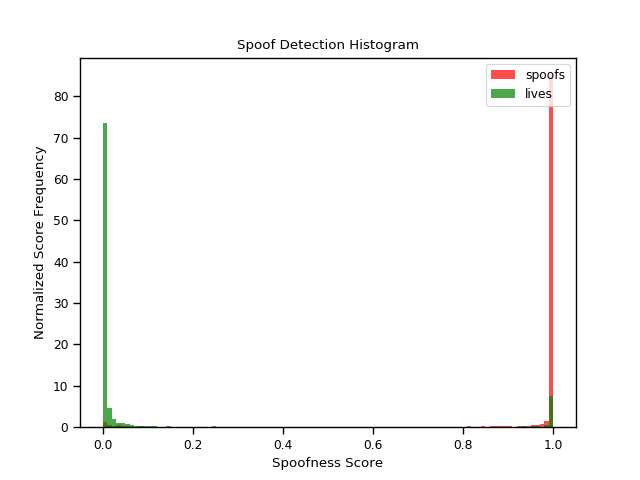 Spoof Detection Histogram
spoofs
lives
Normalized Score Frequency
80
70
60
50
40
30
20
10
0
0.0 0.2 0.4 0.6 0.8 1.0
Spoofness Score